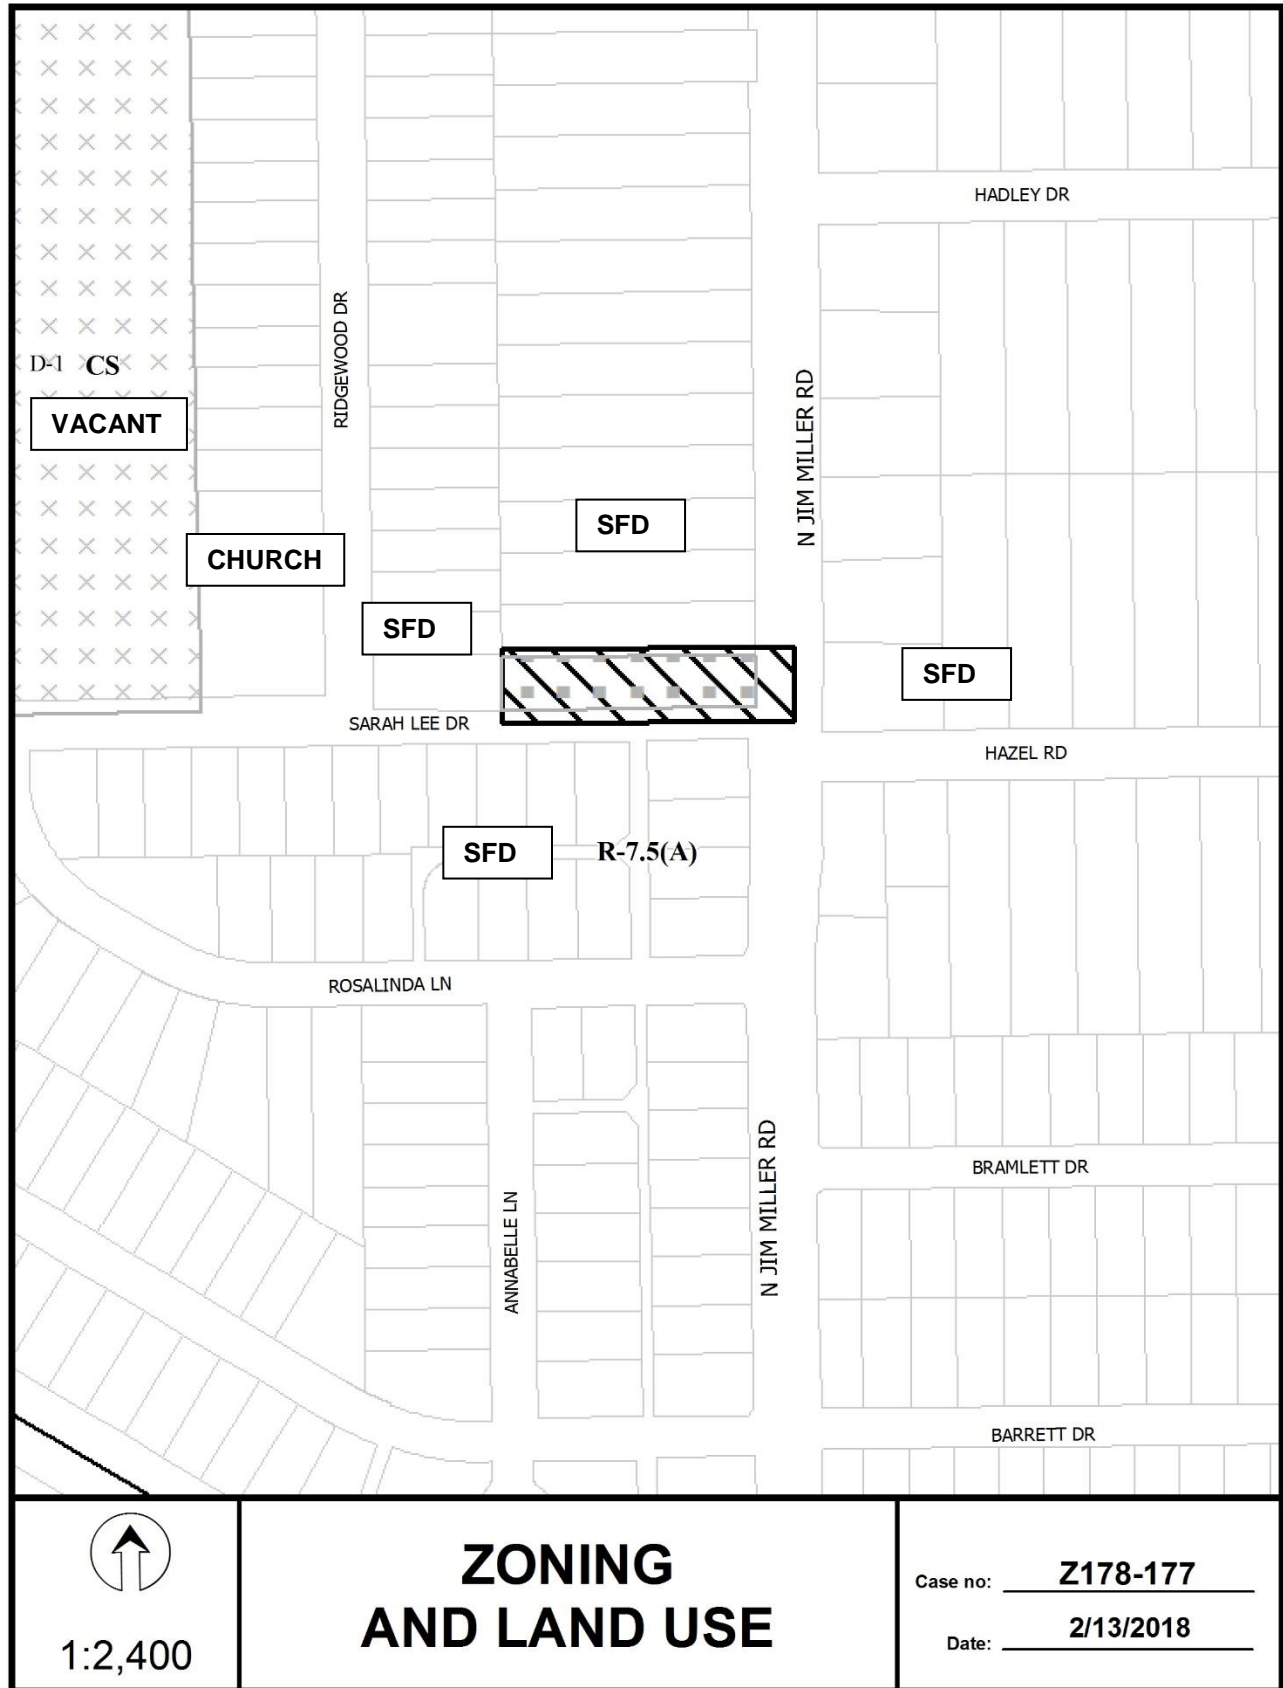 HADLEY DR
RIDGEWOOD DR
D-1 CS
VACANT
N JIM MILLER RD
SFD
CHURCH
SFD
SFD
SARAH LEE DR
HAZEL RD
SFD
R-7.5(A)
ROSALINDA LN
N JIM MILLER RD
BRAMLETT DR
ANNABELLE LN
BARRETT DR
1:2,400
ZONING
AND LAND USE
Case no: Z178-177
Date: 2/13/2018